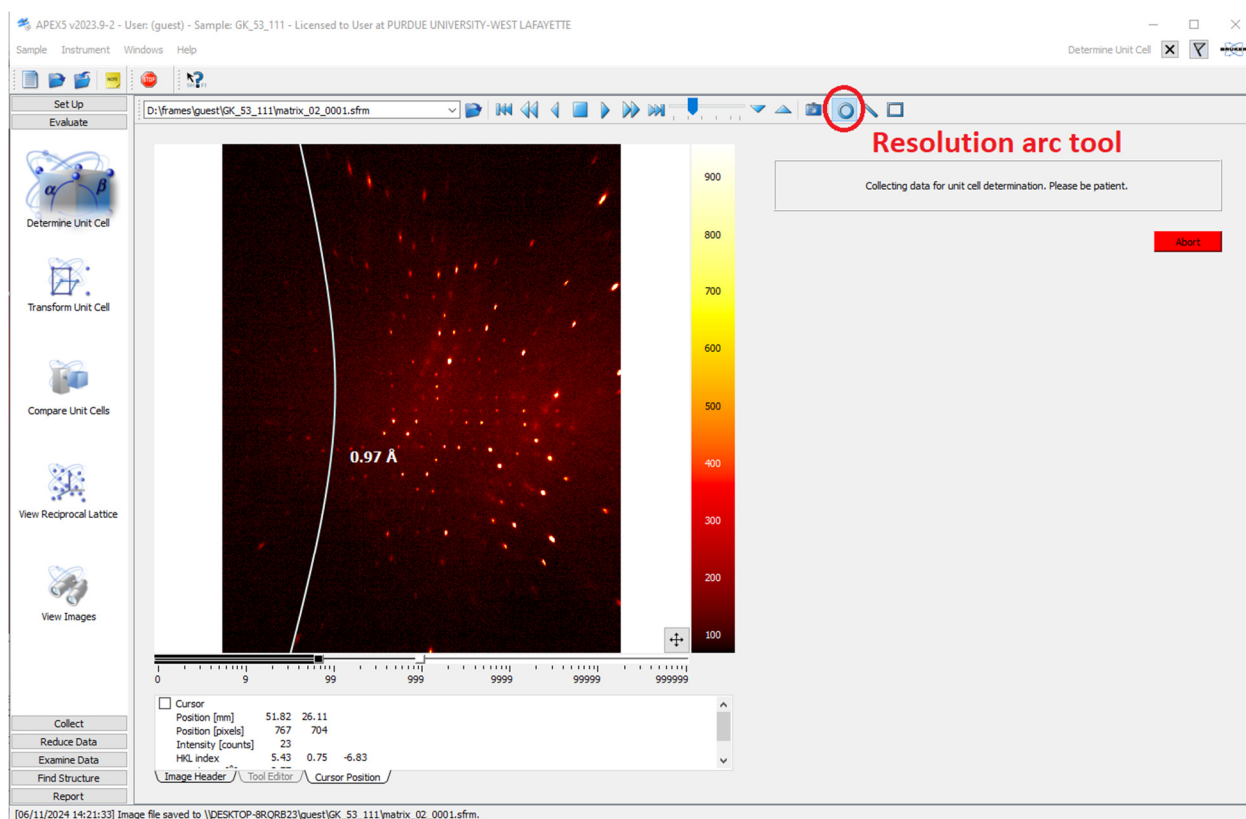 APEX5 v2023.9-2 - User: (guest) - Sample: GK_53_111 - Licensed to User at PURDUE UNIVERSITY-WEST LAFAYETTE
Sample Instrument Windows Help
Determine Unit Cell
NOTE
STOP
Set Up
Evaluate
D:\frames\guest\GK_53_111\matrix_02_0001.sfrm
Resolution arc tool
Collecting data for unit cell determination. Please be patient.
Abort
α β
Determine Unit Cell
Transform Unit Cell
Compare Unit Cells
View Reciprocal Lattice
View Images
0.97 Å
900
800
700
600
500
400
300
200
100
0 9 99 999 9999 99999 999999
Cursor
Position [mm] 51.82 26.11
Position [pixels] 767 704
Intensity [counts] 23
HKL index 5.43 0.75 -6.83
Image Header Tool Editor Cursor Position
Collect
Reduce Data
Examine Data
Find Structure
Report
[06/11/2024 14:21:33] Image file saved to \\DESKTOP-8RQRB23\guest\GK_53_111\matrix_02_0001.sfrm.